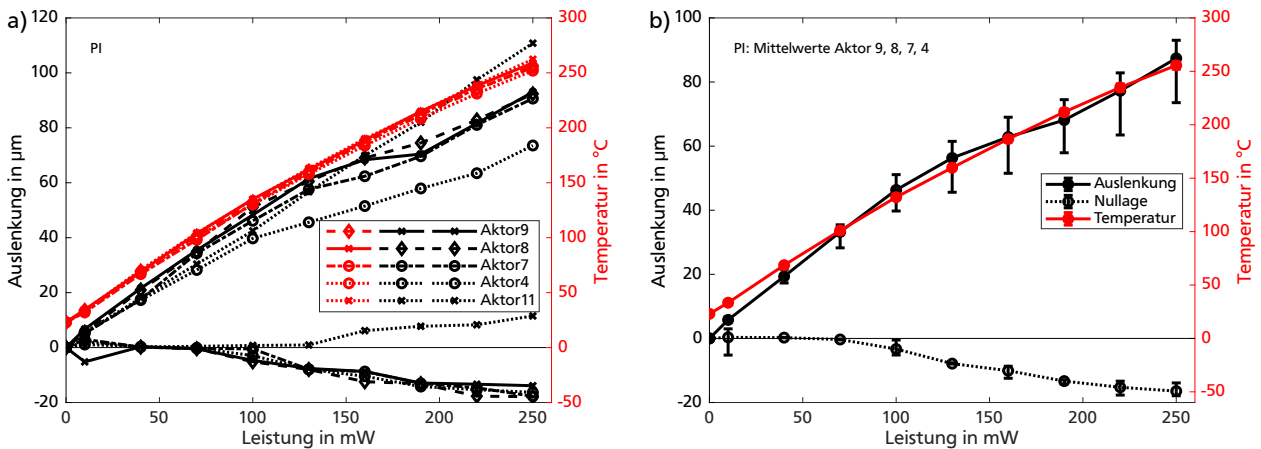 a)
PI
120
100
80
60
40
20
0
-20
Auslenkung in µm
300
250
200
150
100
50
0
-50
Temperatur in °C
0
50
100
150
200
250
Leistung in mW
Aktor9
Aktor8
Aktor7
Aktor4
Aktor11
b)
PI: Mittelwerte Aktor 9, 8, 7, 4
100
80
60
40
20
0
-20
Auslenkung in µm
300
250
200
150
100
50
0
-50
Temperatur in °C
0
50
100
150
200
250
Leistung in mW
Auslenkung
Nullage
Temperatur